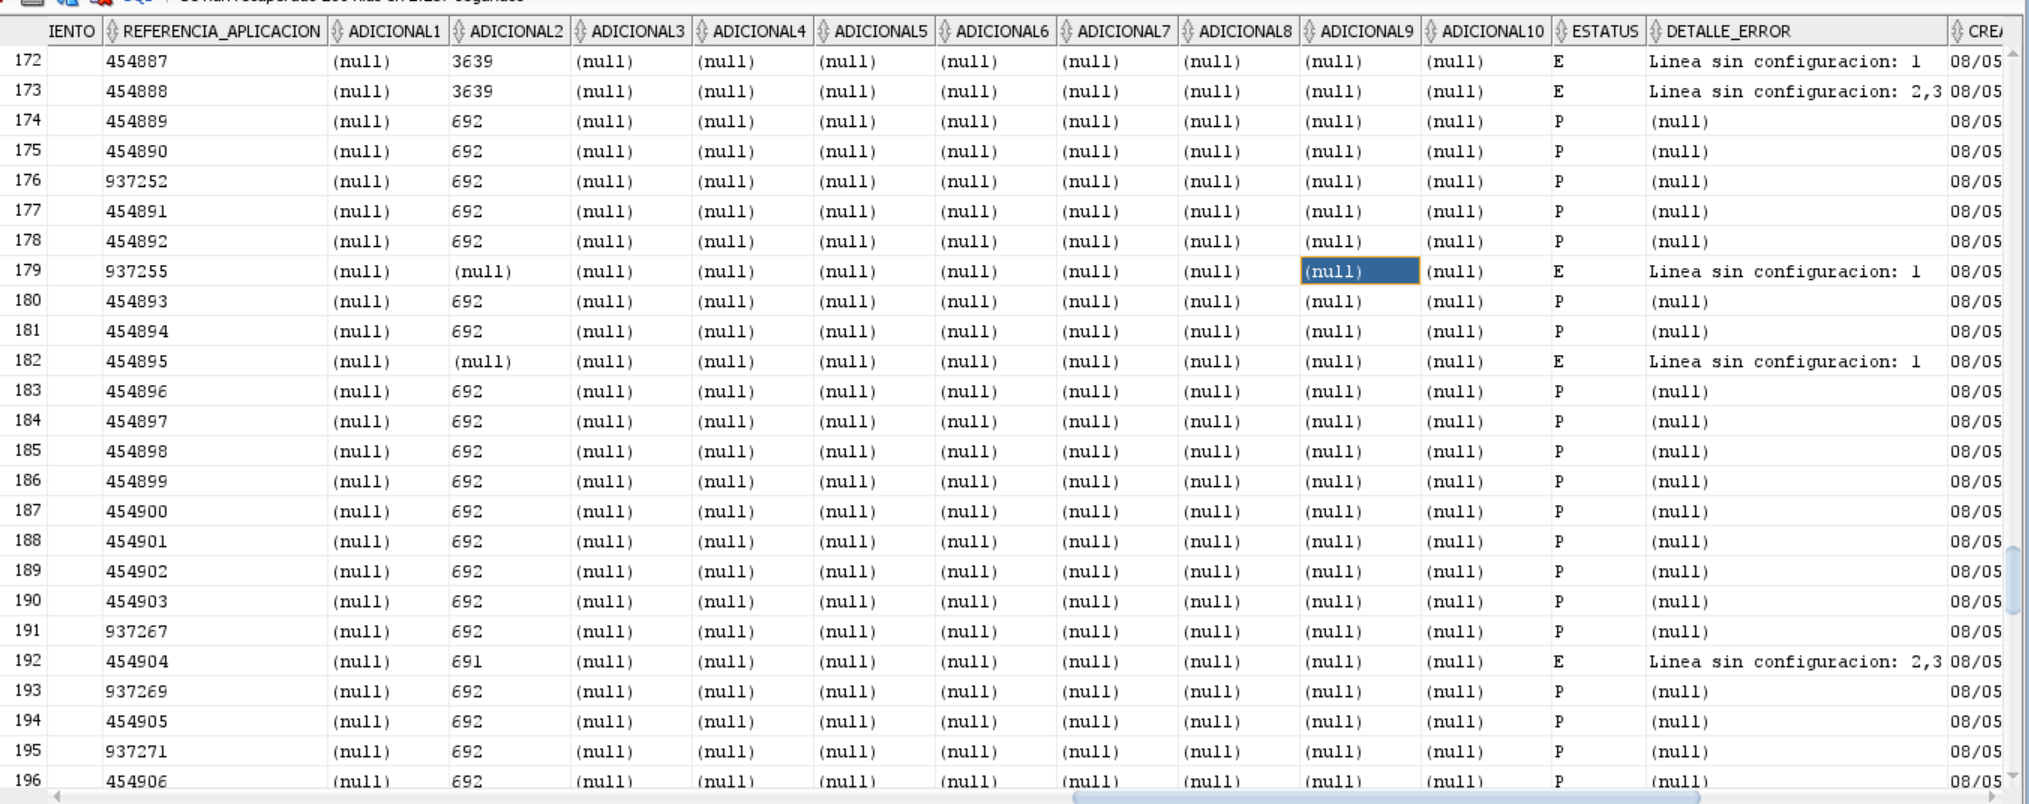 IENTO REFERENCIA_APLICACION ADICIONAL1 ADICIONAL2 ADICIONAL3 ADICIONAL4 ADICIONAL5 ADICIONAL6 ADICIONAL7 ADICIONAL8 ADICIONAL9 ADICIONAL10 ESTATUS DETALLE_ERROR CREA
172 454887 (null) 3639 (null) (null) (null) (null) (null) (null) (null) (null) E Linea sin configuracion: 1 08/05
173 454888 (null) 3639 (null) (null) (null) (null) (null) (null) (null) (null) E Linea sin configuracion: 2,3 08/05
174 454889 (null) 692 (null) (null) (null) (null) (null) (null) (null) (null) P (null) 08/05
175 454890 (null) 692 (null) (null) (null) (null) (null) (null) (null) (null) P (null) 08/05
176 937252 (null) 692 (null) (null) (null) (null) (null) (null) (null) (null) P (null) 08/05
177 454891 (null) 692 (null) (null) (null) (null) (null) (null) (null) (null) P (null) 08/05
178 454892 (null) 692 (null) (null) (null) (null) (null) (null) (null) (null) P (null) 08/05
179 937255 (null) (null) (null) (null) (null) (null) (null) (null) (null) (null) E Linea sin configuracion: 1 08/05
180 454893 (null) 692 (null) (null) (null) (null) (null) (null) (null) (null) P (null) 08/05
181 454894 (null) 692 (null) (null) (null) (null) (null) (null) (null) (null) P (null) 08/05
182 454895 (null) (null) (null) (null) (null) (null) (null) (null) (null) (null) E Linea sin configuracion: 1 08/05
183 454896 (null) 692 (null) (null) (null) (null) (null) (null) (null) (null) P (null) 08/05
184 454897 (null) 692 (null) (null) (null) (null) (null) (null) (null) (null) P (null) 08/05
185 454898 (null) 692 (null) (null) (null) (null) (null) (null) (null) (null) P (null) 08/05
186 454899 (null) 692 (null) (null) (null) (null) (null) (null) (null) (null) P (null) 08/05
187 454900 (null) 692 (null) (null) (null) (null) (null) (null) (null) (null) P (null) 08/05
188 454901 (null) 692 (null) (null) (null) (null) (null) (null) (null) (null) P (null) 08/05
189 454902 (null) 692 (null) (null) (null) (null) (null) (null) (null) (null) P (null) 08/05
190 454903 (null) 692 (null) (null) (null) (null) (null) (null) (null) (null) P (null) 08/05
191 937267 (null) 692 (null) (null) (null) (null) (null) (null) (null) (null) P (null) 08/05
192 454904 (null) 691 (null) (null) (null) (null) (null) (null) (null) (null) E Linea sin configuracion: 2,3 08/05
193 937269 (null) 692 (null) (null) (null) (null) (null) (null) (null) (null) P (null) 08/05
194 454905 (null) 692 (null) (null) (null) (null) (null) (null) (null) (null) P (null) 08/05
195 937271 (null) 692 (null) (null) (null) (null) (null) (null) (null) (null) P (null) 08/05
196 454906 (null) 692 (null) (null) (null) (null) (null) (null) (null) (null) P (null) 08/05